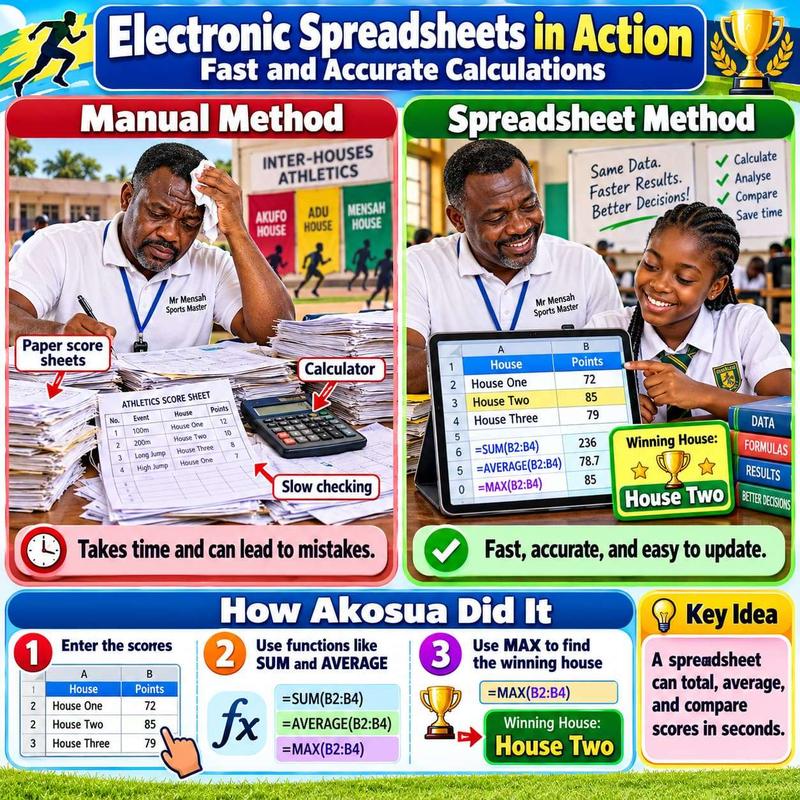 Electronic Spreadsheets in Action
Fast and Accurate Calculations
Manual Method
INTER-HOUSES
ATHLETICS
AKUFO
HOUSE
ADU
HOUSE
MENSAH
HOUSE
Mr Mensah
Sports Master
Paper score
sheets
Calculator
ATHLETICS SCORE SHEET
No. Event House Points
1 100m House One 12
2 200m House Two 10
3 Long Jump House Three 8
4 High Jump House One 7
Slow checking
Takes time and can lead to mistakes.
Spreadsheet Method
Same Data.
Faster Results.
Better Decisions!
✓ Calculate
✓ Analyse
✓ Compare
Save time
Mr Mensah
Sports Master
A B
1 House Points
2 House One 72
3 House Two 85
4 House Three 79
5
6 =SUM(B2:B4) 236
5 =AVERAGE(B2:B4) 78.7
0 =MAX(B2:B4) 85
Winning House:
House Two
DATA
FORMULAS
RESULTS
BETTER DECISIONS
Fast, accurate, and easy to update.
How Akosua Did It
1 Enter the scores
A B
1 House Points
2 House One 72
2 House Two 85
3 House Three 79
2 Use functions like
SUM and AVERAGE
fx
=SUM(B2:B4)
=AVERAGE(B2:B4)
=MAX(B2:B4)
3 Use MAX to find
the winning house
=MAX(B2:B4)
Winning House:
House Two
Key Idea
A spreadsheet
can total, average,
and compare
scores in seconds.